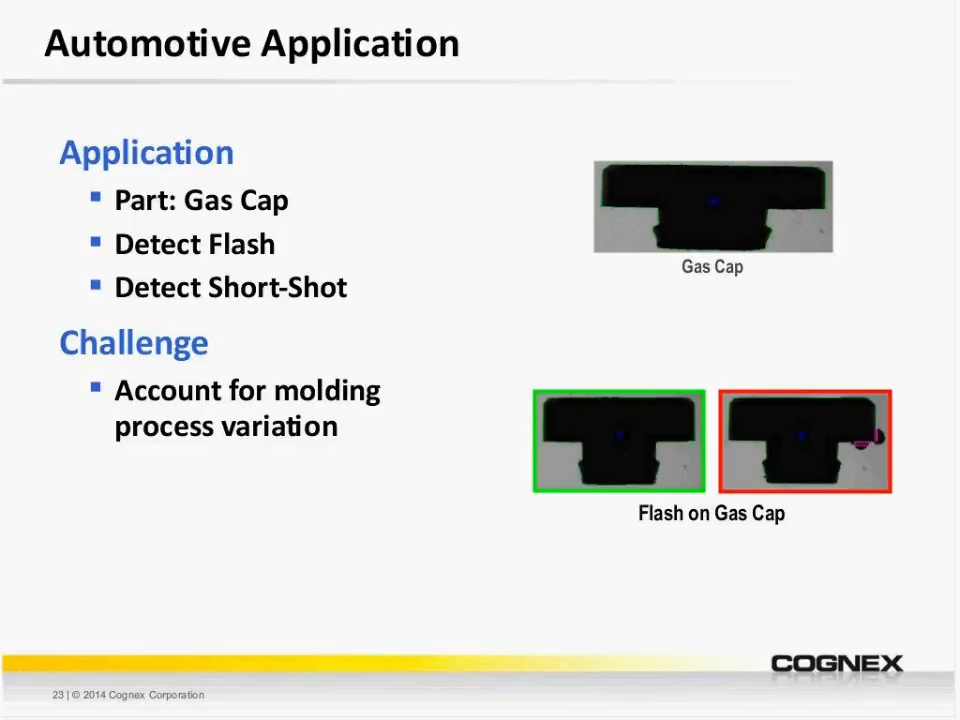 Automotive Application
Application
Part: Gas Cap
Detect Flash
Detect Short-Shot
Challenge
Account for molding
process variation
Gas Cap
Flash on Gas Cap
COGNEX
23 | © 2014 Cognex Corporation